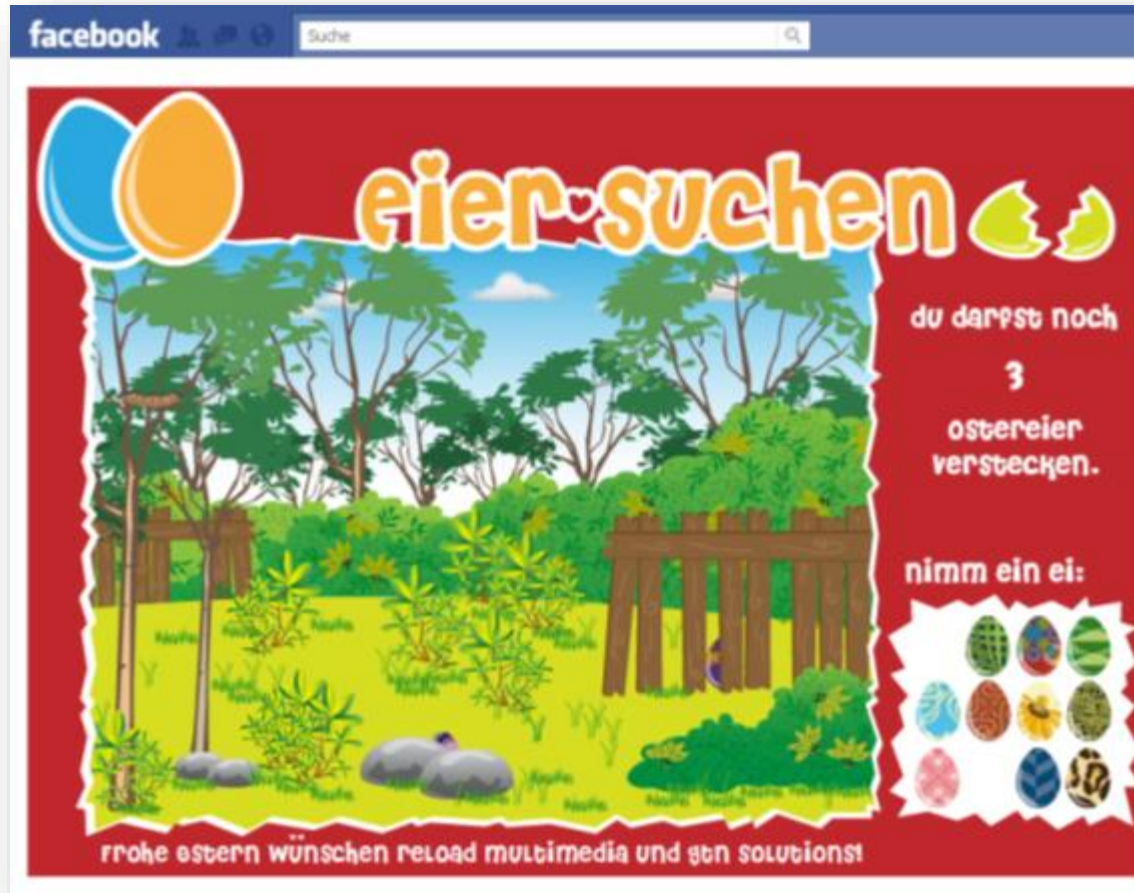 facebook
Suche
eier·suchen
du darfst noch
3
ostereier
verstecken.
nimm ein ei:
Frohe ostern wünschen reload multimedia und gtn solutions!